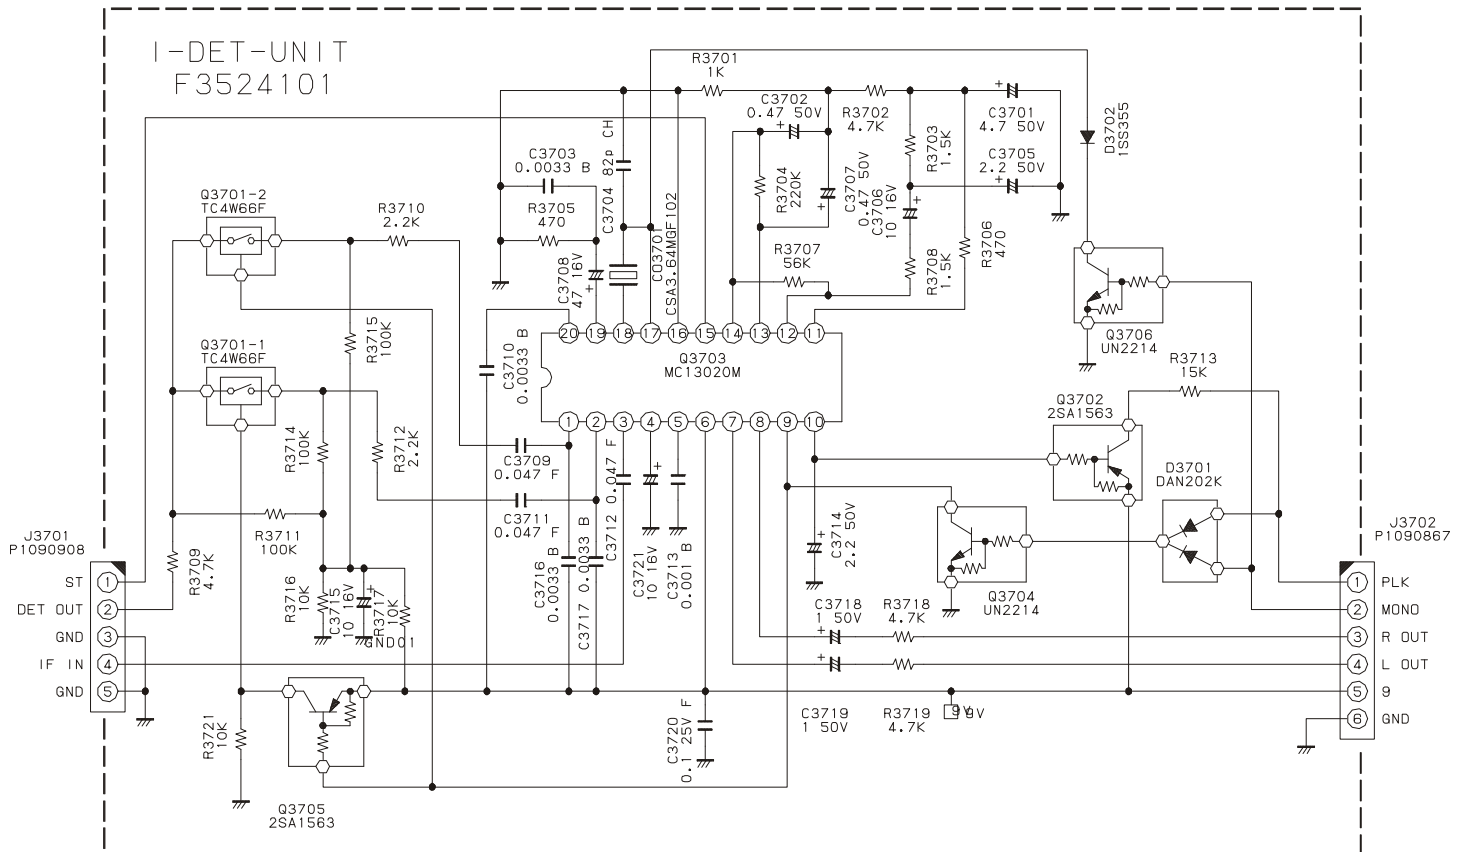 I-DET-UNIT
F3524101
R3701
1K
C3702
0.47 50V
R3702
4.7K
C3701
4.7 50V
D3702
1SS355
C3703
0.0033 B
C3704 82p CH
R3704
220K
C3707
0.47 50V
C3706
10 16V
R3703
1.5K
C3705
2.2 50V
Q3701-2
TC4W66F
R3710
2.2K
R3705
470
C3708
47 16V
CO3701
CSA3.64MGF102
R3707
56K
R3708
1.5K
R3706
470
Q3706
UN2214
R3715
100K
Q3701-1
TC4W66F
C3710
0.0033 B
20
19
18
17
16
15
14
13
12
11
Q3703
MC13020M
1
2
3
4
5
6
7
8
9
10
R3713
15K
Q3702
2SA1563
R3714
100K
R3712
2.2K
C3709
0.047 F
C3711
0.047 F
C3712 0.047 F
D3701
DAN202K
R3711
100K
J3701
P1090908
R3709
4.7K
C3716
0.0033 B
C3717 0.0033 B
C3721
10 16V
C3713
0.001 B
C3714
2.2 50V
Q3704
UN2214
J3702
P1090867
R3716
10K
C3715
10 16V
R3717
10K
GND01
ST
1
DET OUT
2
GND
3
IF IN
4
GND
5
C3718
1 50V
R3718
4.7K
1
PLK
2
MONO
3
R OUT
4
L OUT
5
9
6
GND
R3721
10K
C3720
0.1 25V F
C3719
1 50V
R3719
4.7K
9V
9V
Q3705
2SA1563